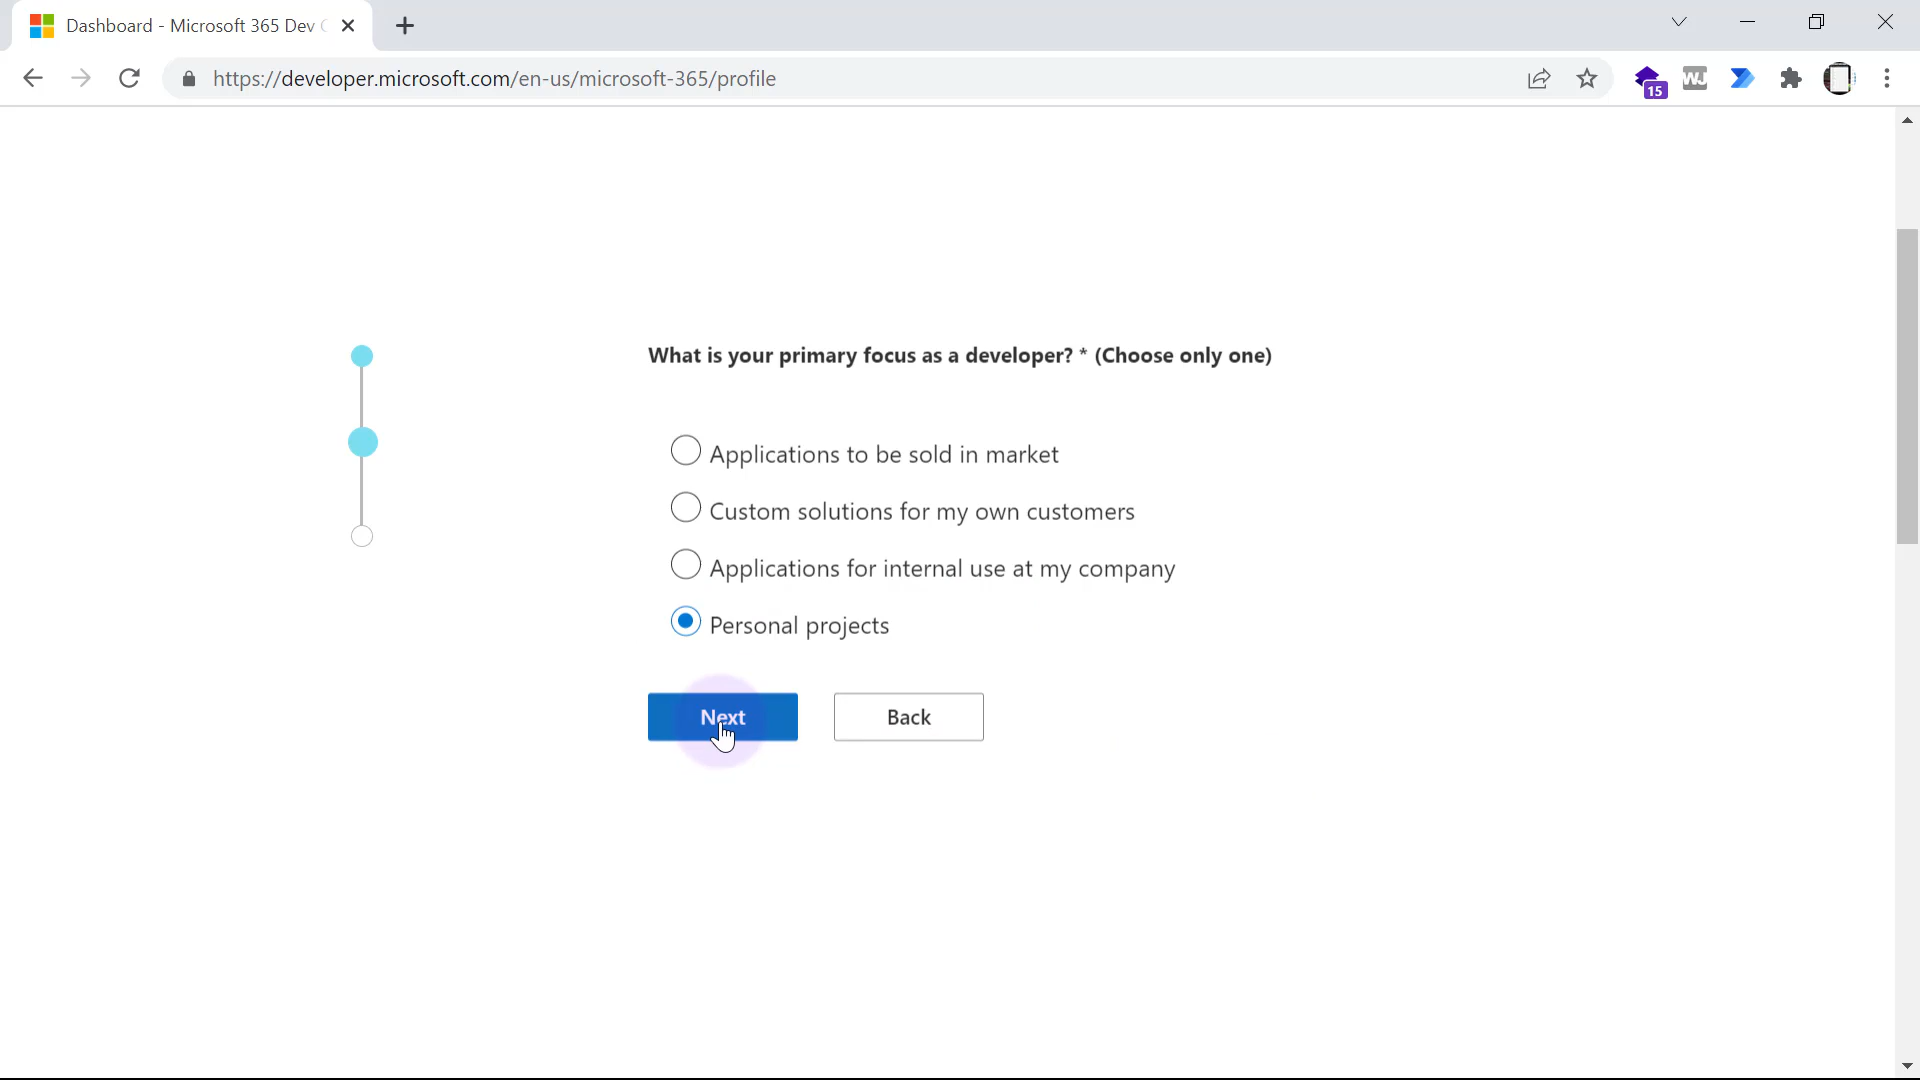 Dashboard - Microsoft 365 Dev
https://developer.microsoft.com/en-us/microsoft-365/profile
15
WJ
What is your primary focus as a developer? * (Choose only one)
Applications to be sold in market
Custom solutions for my own customers
Applications for internal use at my company
Personal projects
Next
Back